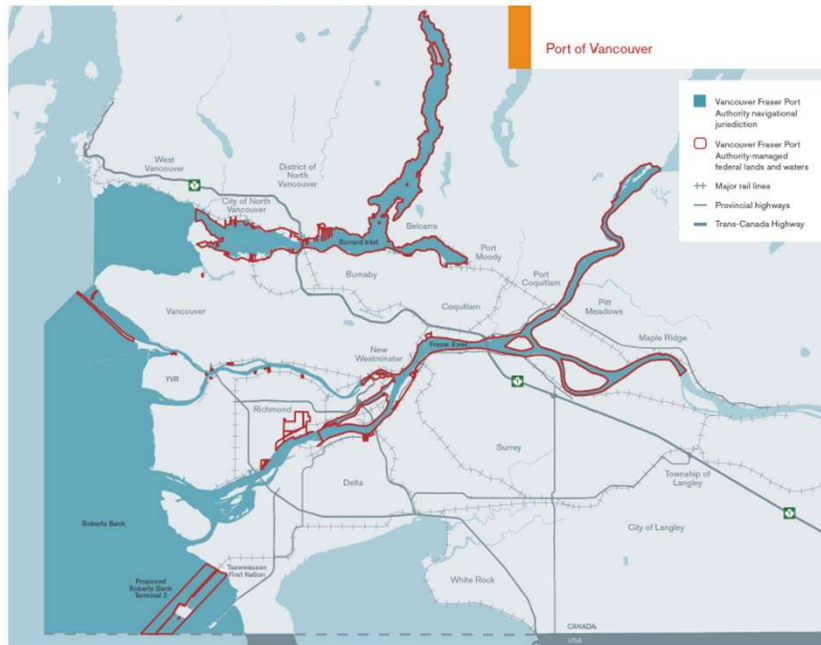 Port of Vancouver
Vancouver Fraser Port
Authority navigational
jurisdiction
Vancouver Fraser Port
Authority-managed
federal lands and waters
Major rail lines
Provincial highways
Trans-Canada Highway
West
Vancouver
1
District of
North
Vancouver
City of North
Vancouver
Belcarra
Burrard Inlet
Port
Moody
Burnaby
Port
Coquitlam
Coquitlam
Pitt
Meadows
Vancouver
Maple Ridge
New
Westminster
Fraser River
YVR
1
Richmond
Surrey
Township of
Langley
Delta
1
Roberts Bank
City of Langley
Tsawwassen
First Nation
Proposed
Roberts Bank
Terminal 2
White Rock
CANADA
USA